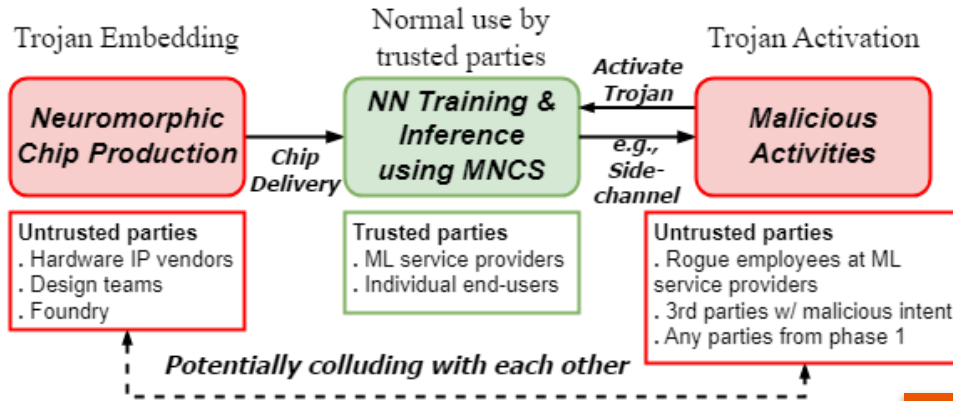 Trojan Embedding
Normal use by
trusted parties
Trojan Activation
Neuromorphic
Chip Production
Chip
Delivery
NN Training &
Inference
using MNCS
Activate
Trojan
e.g.,
Side-
channel
Malicious
Activities
Untrusted parties
. Hardware IP vendors
. Design teams
. Foundry
Trusted parties
. ML service providers
. Individual end-users
Untrusted parties
. Rogue employees at ML
service providers
. 3rd parties w/ malicious intent
. Any parties from phase 1
Potentially colluding with each other